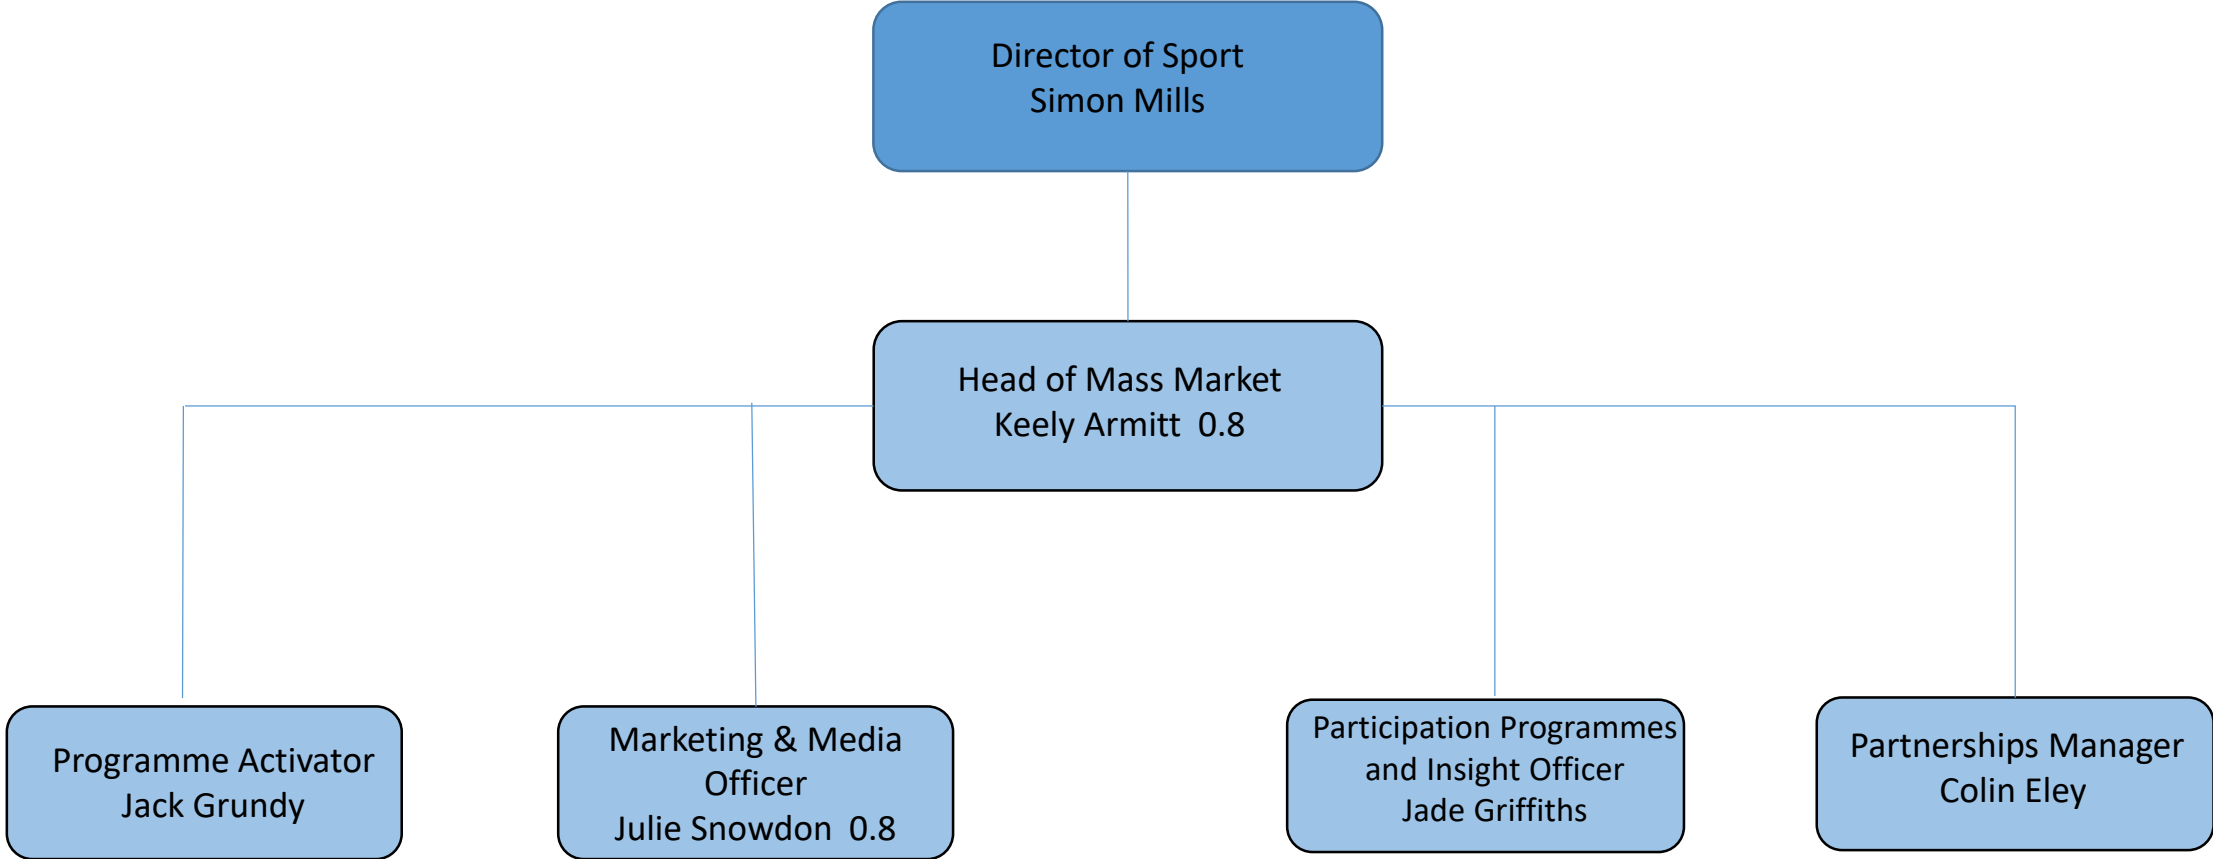 Director of Sport
Simon Mills
Head of Mass Market
Keely Armitt  0.8
Programme Activator
Jack Grundy
Marketing & Media
Officer
Julie Snowdon  0.8
Participation Programmes
and Insight Officer
Jade Griffiths
Partnerships Manager
Colin Eley